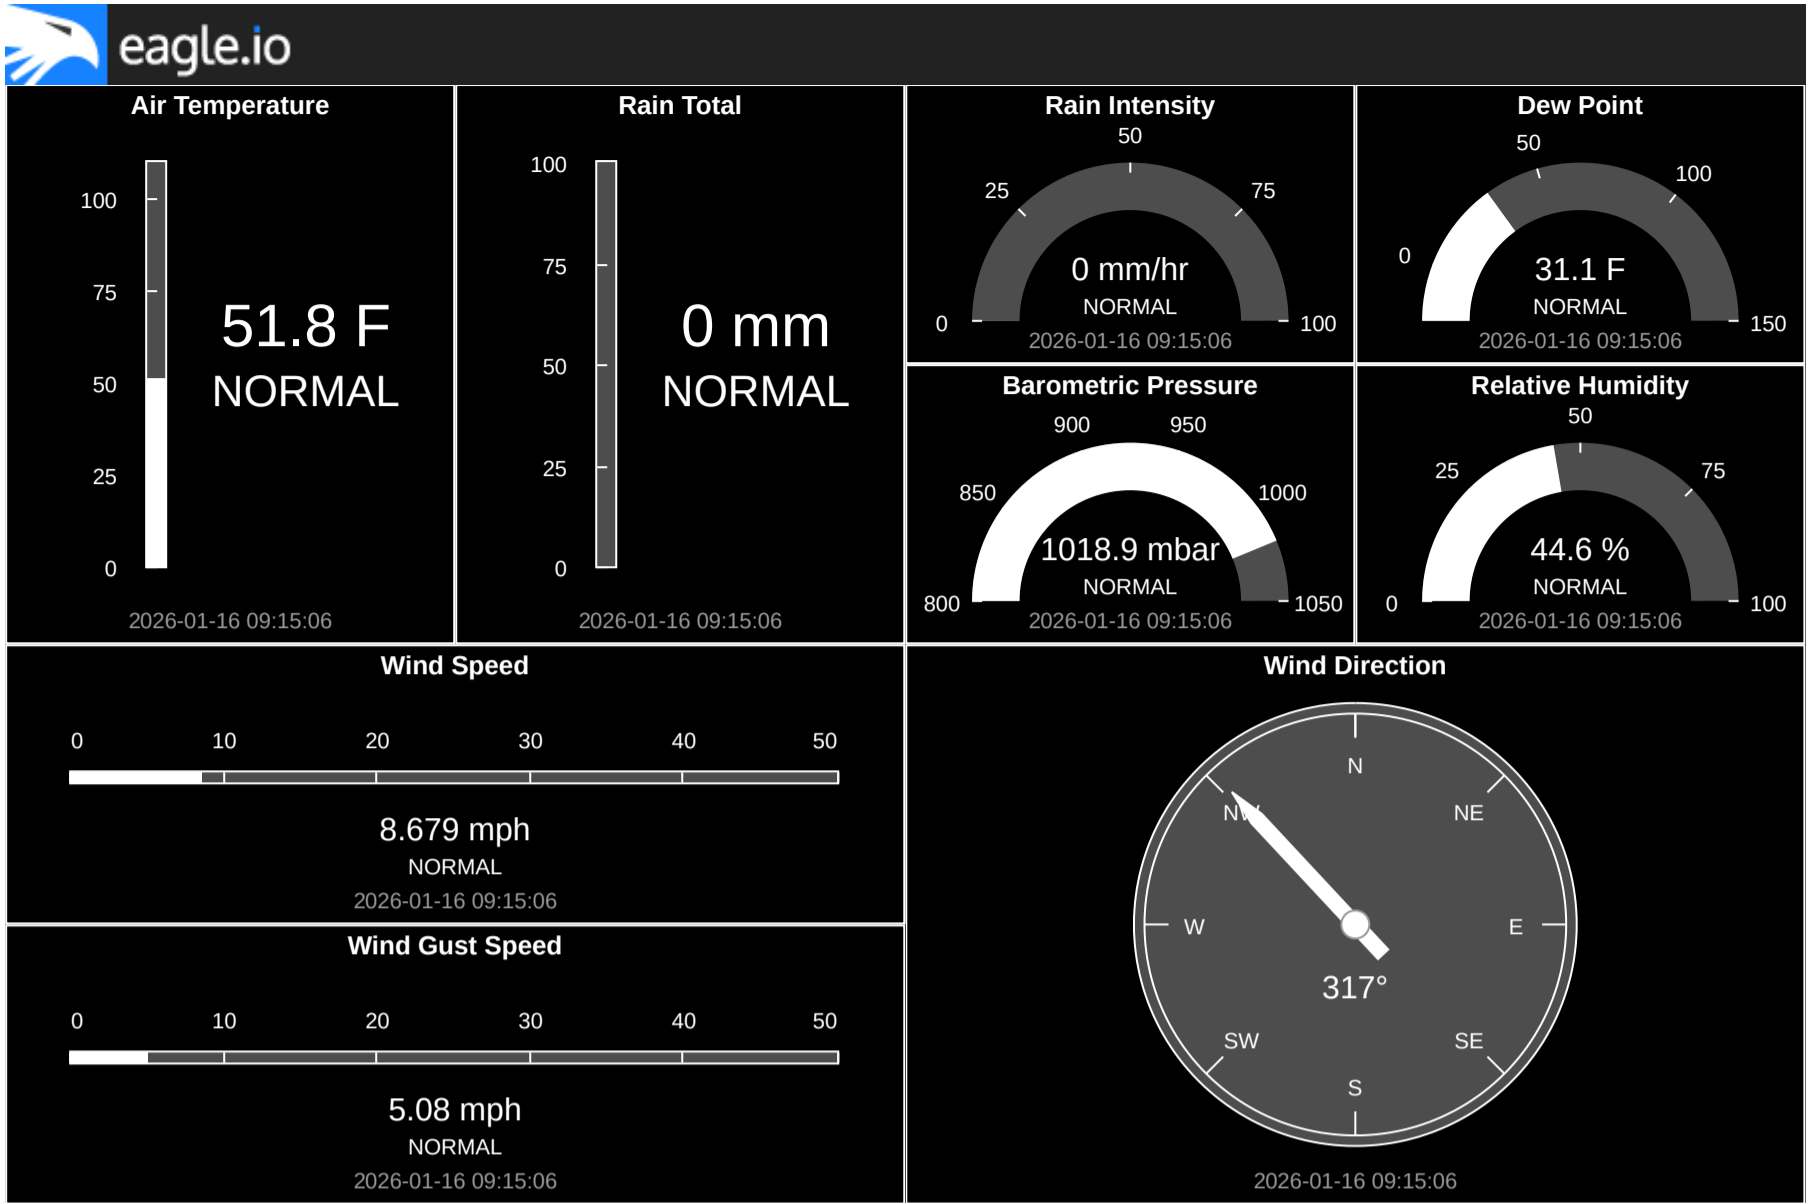 eagle.io
Air Temperature
100
75
50
25
0
51.8 F
NORMAL
2026-01-16 09:15:06
Rain Total
100
75
50
25
0
0 mm
NORMAL
2026-01-16 09:15:06
Rain Intensity
50
25
75
0
100
0 mm/hr
NORMAL
2026-01-16 09:15:06
Dew Point
50
100
0
150
31.1 F
NORMAL
2026-01-16 09:15:06
Barometric Pressure
900
950
850
1000
800
1050
1018.9 mbar
NORMAL
2026-01-16 09:15:06
Relative Humidity
50
25
75
0
100
44.6 %
NORMAL
2026-01-16 09:15:06
Wind Speed
0 10 20 30 40 50
8.679 mph
NORMAL
2026-01-16 09:15:06
Wind Gust Speed
0 10 20 30 40 50
5.08 mph
NORMAL
2026-01-16 09:15:06
Wind Direction
N
NW
NE
W
E
317°
SW
SE
S
2026-01-16 09:15:06